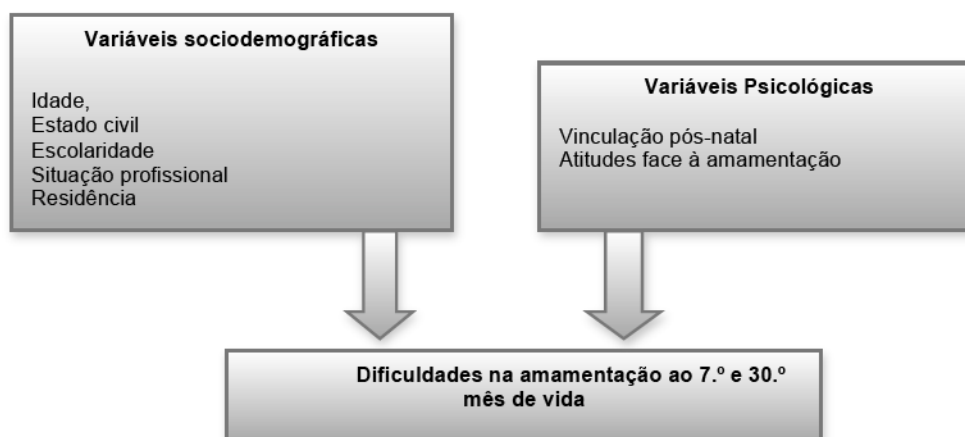 Variáveis sociodemográficas
Idade,
Estado civil
Escolaridade
Situação profissional
Residência
Variáveis Psicológicas
Vinculação pós-natal
Atitudes face à amamentação
Dificuldades na amamentação ao 7.º e 30.º
mês de vida